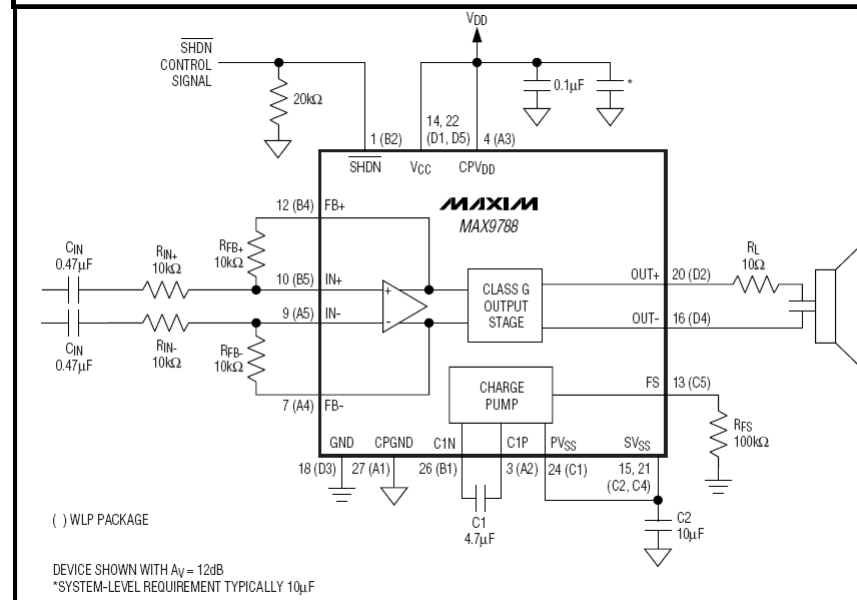 VDD
SHDN
CONTROL
SIGNAL
20kΩ
0.1µF
*
1 (B2)
14, 22
(D1, D5)
4 (A3)
SHDN
VCC
CPVDD
MAXIM
MAX9788
12 (B4)
FB+
CIN
0.47µF
RIN+
10kΩ
RFB+
10kΩ
10 (B5)
IN+
+
9 (A5)
IN-
-
CIN
0.47µF
RIN-
10kΩ
RFB-
10kΩ
7 (A4)
FB-
CLASS G
OUTPUT
STAGE
OUT+
20 (D2)
RL
10Ω
OUT-
16 (D4)
CHARGE
PUMP
FS
13 (C5)
RFS
100kΩ
GND
CPGND
C1N
C1P
PVSS
SVSS
18 (D3)
27 (A1)
26 (B1)
3 (A2)
24 (C1)
15, 21
(C2, C4)
C1
4.7µF
C2
10µF
( ) WLP PACKAGE
DEVICE SHOWN WITH AV = 12dB
*SYSTEM-LEVEL REQUIREMENT TYPICALLY 10µF